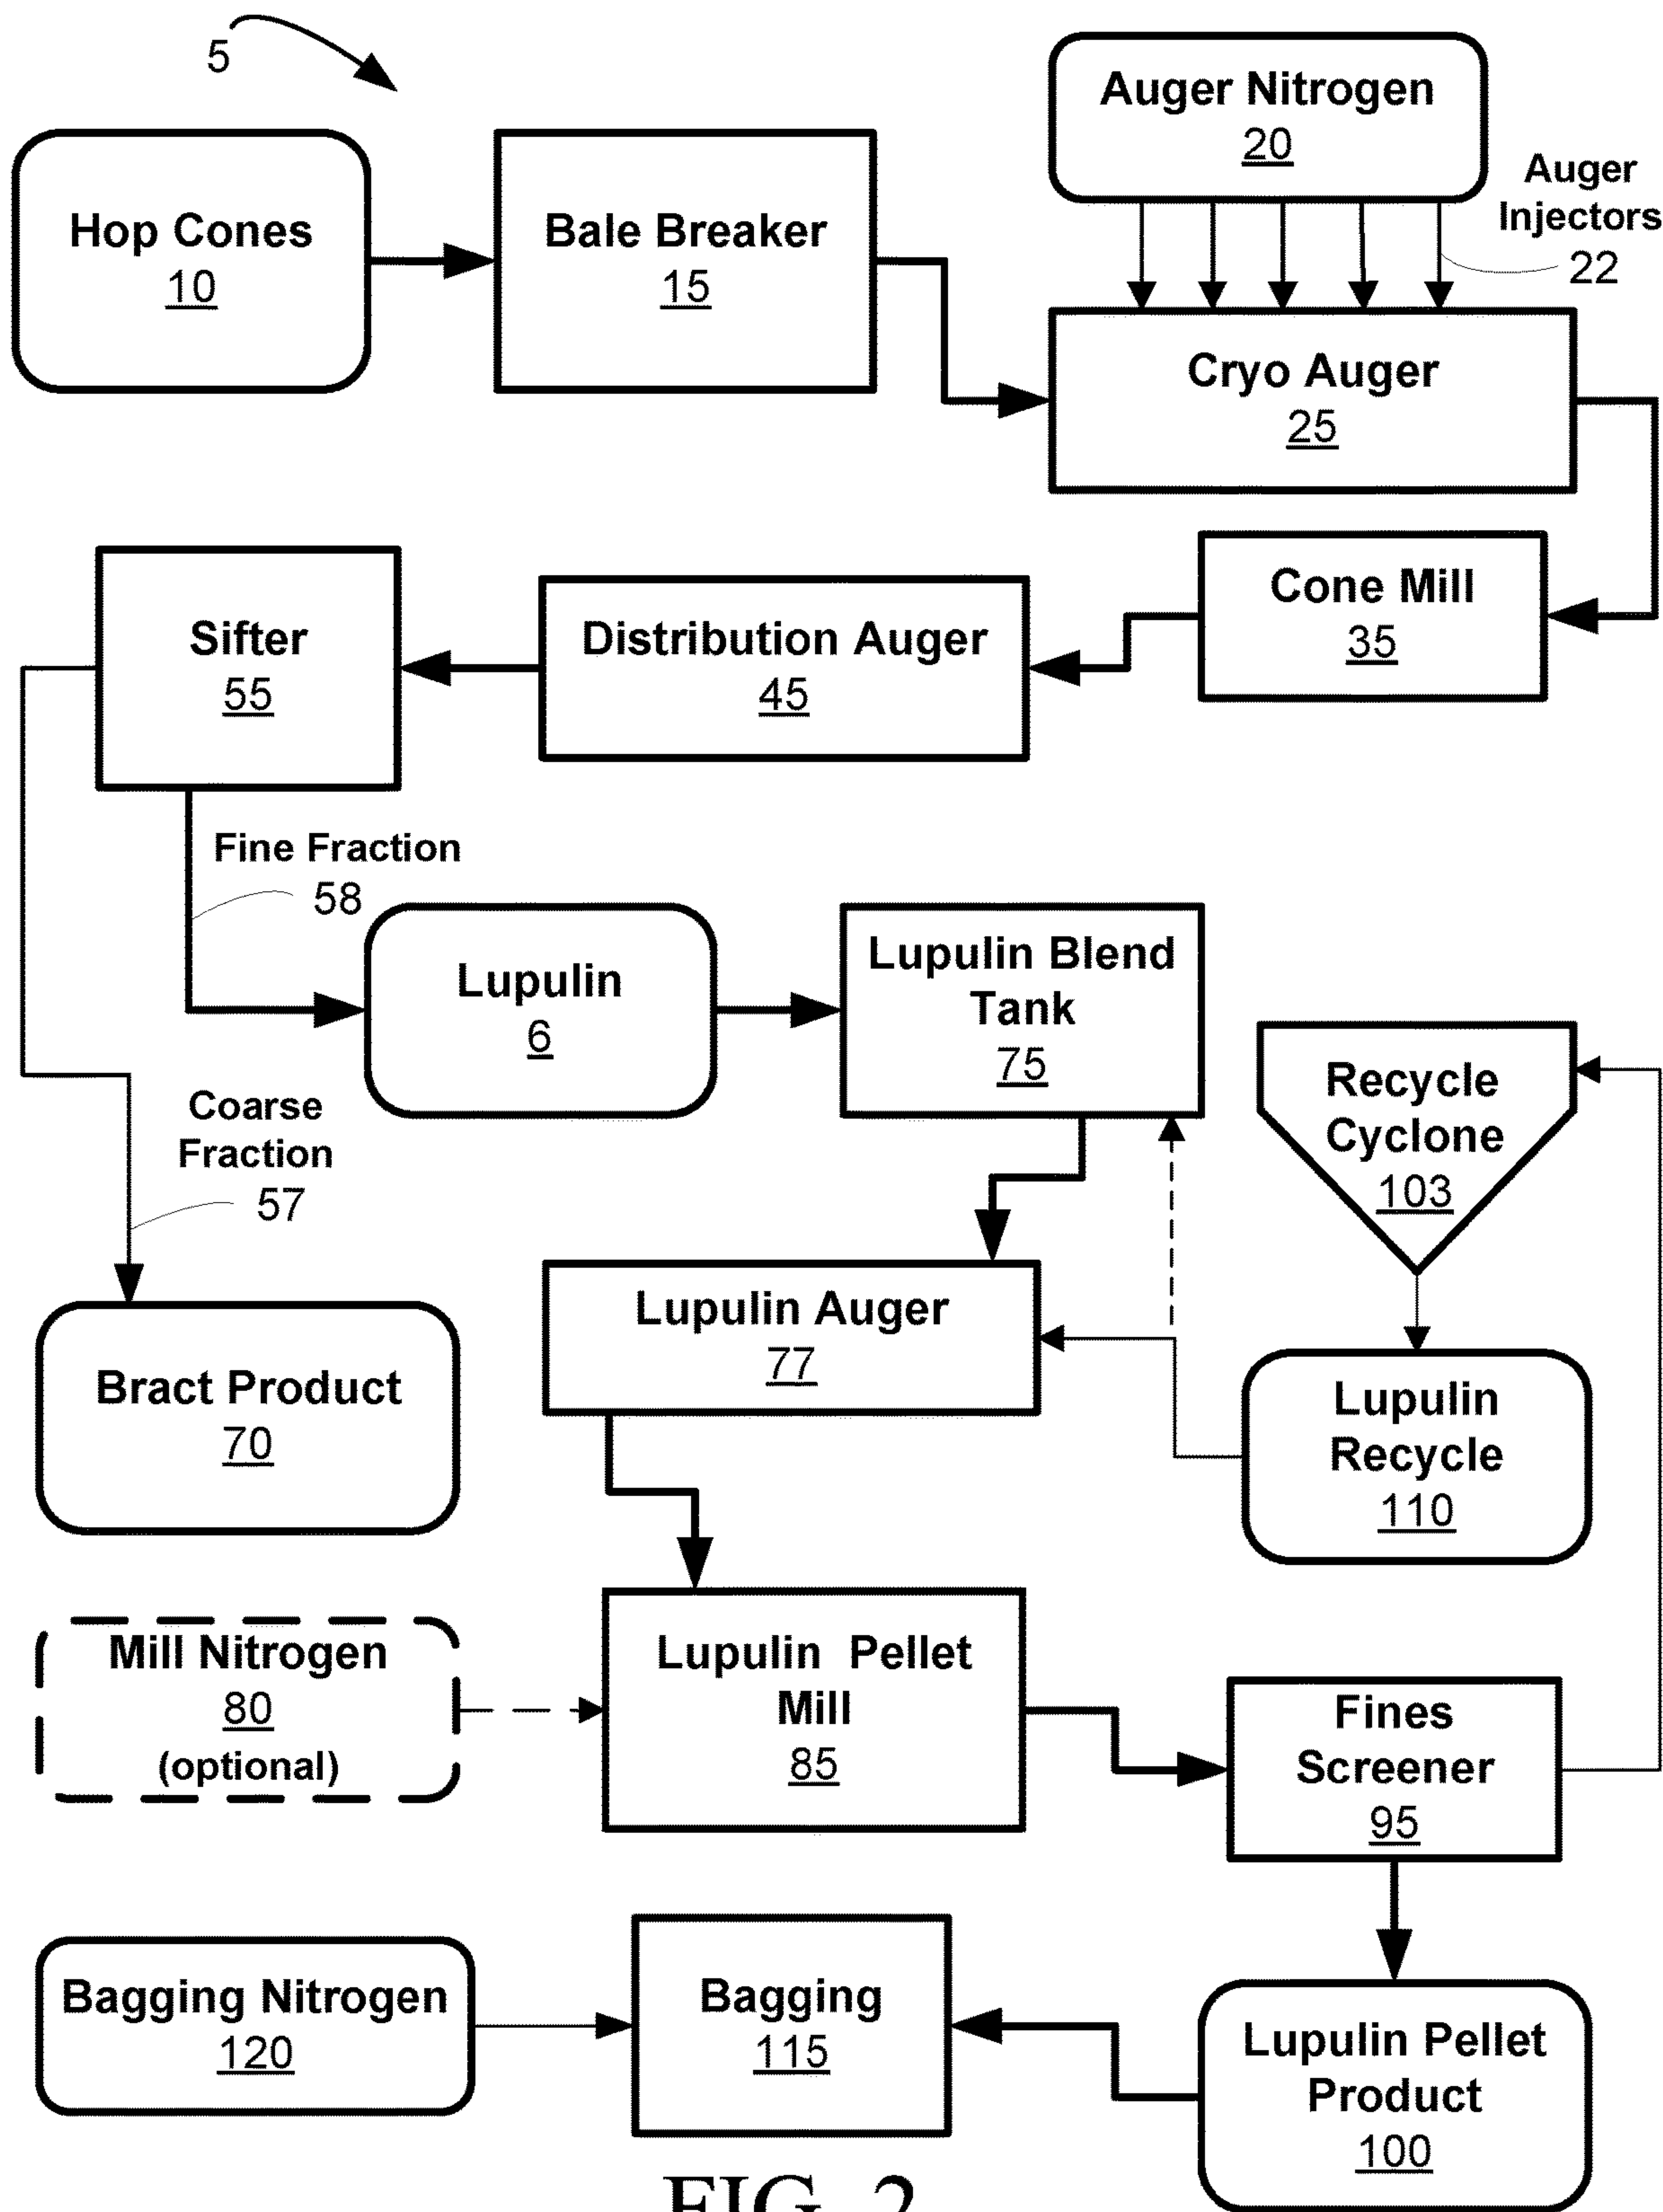 5
Hop Cones
10
Bale Breaker
15
Auger Nitrogen
20
Auger
Injectors
22
Cryo Auger
25
Cone Mill
35
Distribution Auger
45
Sifter
55
Fine Fraction
58
Lupulin
6
Lupulin Blend
Tank
75
Recycle
Cyclone
103
Coarse
Fraction
57
Lupulin Auger
77
Bract Product
70
Lupulin
Recycle
110
Mill Nitrogen
80
(optional)
Lupulin Pellet
Mill
85
Fines
Screener
95
Bagging Nitrogen
120
Bagging
115
Lupulin Pellet
Product
100
FIG. 2